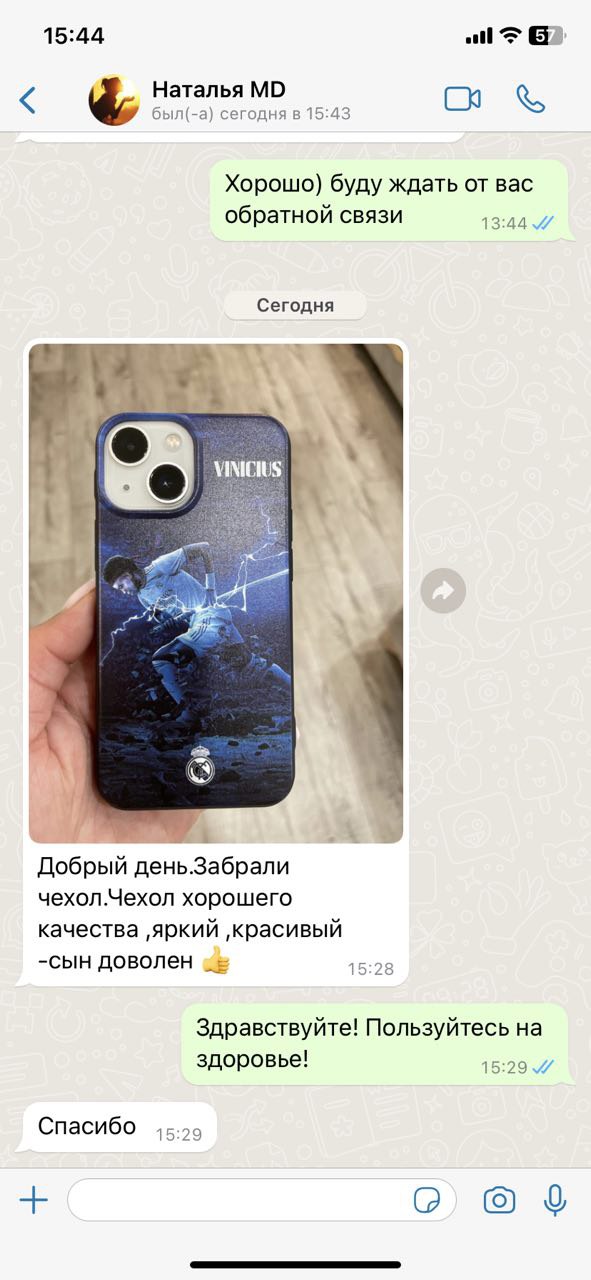 15:44
57
Наталья MD
был(-а) сегодня в 15:43
Хорошо) буду ждать от вас
обратной связи
13:44
Сегодня
VINICIUS
Добрый день.Забрали
чехол.Чехол хорошего
качества ,яркий ,красивый
-сын доволен 👍
15:28
Здравствуйте! Пользуйтесь на
здоровье!
15:29
Спасибо
15:29